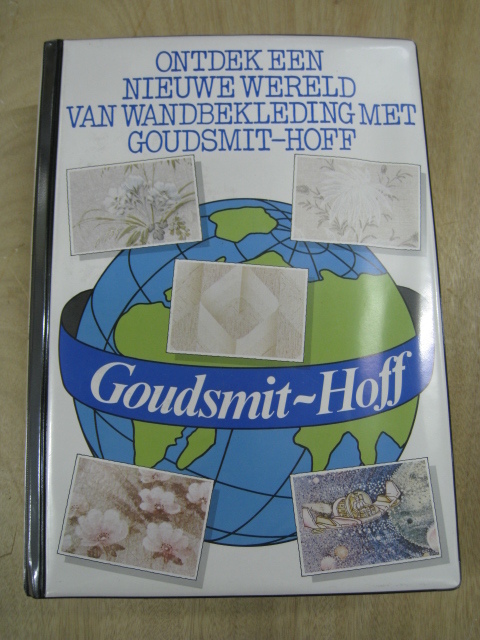 ONTDEK EEN
NIEUWE WERELD
VAN WANDBEKLEDING MET
GOUDSMIT-HOFF
Goudsmit~Hoff